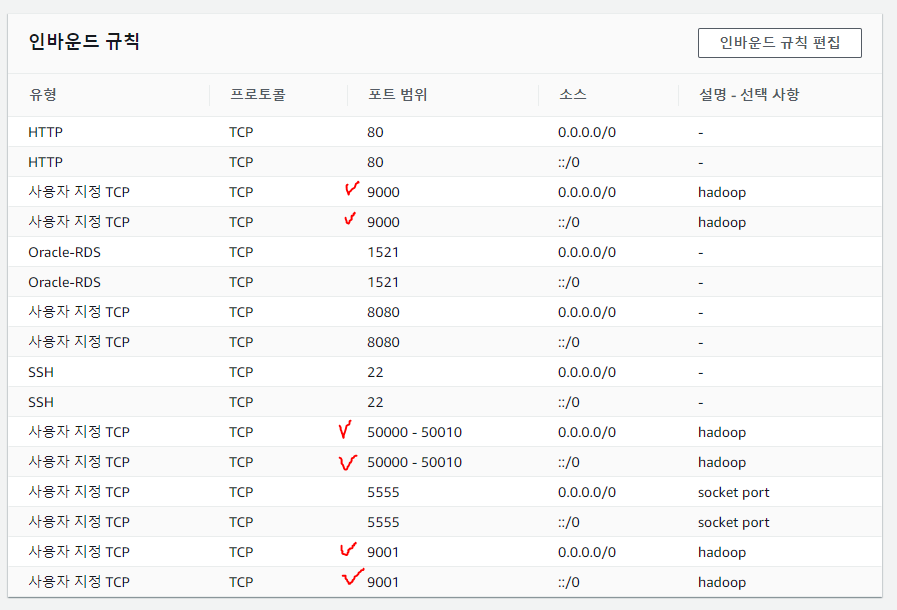 인바운드 규칙 인바운드 규칙 편집
유형 프로토콜 포트 범위 소스 설명 - 선택 사항
HTTP TCP 80 0.0.0.0/0 -
HTTP TCP 80 ::/0 -
사용자 지정 TCP TCP 9000 0.0.0.0/0 hadoop
사용자 지정 TCP TCP 9000 ::/0 hadoop
Oracle-RDS TCP 1521 0.0.0.0/0 -
Oracle-RDS TCP 1521 ::/0 -
사용자 지정 TCP TCP 8080 0.0.0.0/0 -
사용자 지정 TCP TCP 8080 ::/0 -
SSH TCP 22 0.0.0.0/0 -
SSH TCP 22 ::/0 -
사용자 지정 TCP TCP 50000 - 50010 0.0.0.0/0 hadoop
사용자 지정 TCP TCP 50000 - 50010 ::/0 hadoop
사용자 지정 TCP TCP 5555 0.0.0.0/0 socket port
사용자 지정 TCP TCP 5555 ::/0 socket port
사용자 지정 TCP TCP 9001 0.0.0.0/0 hadoop
사용자 지정 TCP TCP 9001 ::/0 hadoop